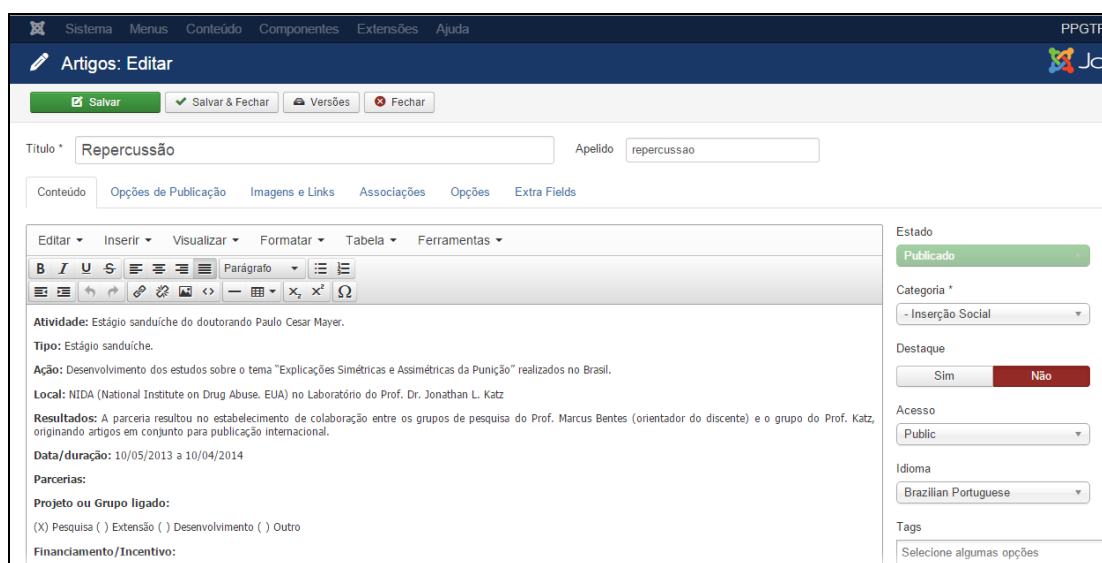 Sistema Menus Conteúdo Componentes Extensões Ajuda
Artigos: Editar
Salvar Salvar & Fechar Versões Fechar
Título * Repercussão Apelido repercussao
Conteúdo Opções de Publicação Imagens e Links Associações Opções Extra Fields
Editar Inserir Visualizar Formatar Tabela Ferramentas
B I U S Parágrafo
X₂ X² Ω
Atividade: Estágio sanduíche do doutorando Paulo Cesar Mayer.
Tipo: Estágio sanduíche.
Ação: Desenvolvimento dos estudos sobre o tema "Explicações Simétricas e Assimétricas da Punição" realizados no Brasil.
Local: NIDA (National Institute on Drug Abuse. EUA) no Laboratório do Prof. Dr. Jonathan L. Katz
Resultados: A parceria resultou no estabelecimento de colaboração entre os grupos de pesquisa do Prof. Marcus Bentes (orientador do discente) e o grupo do Prof. Katz,
originando artigos em conjunto para publicação internacional.
Data/duração: 10/05/2013 a 10/04/2014
Parcerias:
Projeto ou Grupo ligado:
(X) Pesquisa ( ) Extensão ( ) Desenvolvimento ( ) Outro
Financiamento/Incentivo:
Estado
Publicado
Categoria *
- Inserção Social
Destaque
Sim Não
Acesso
Public
Idioma
Brazilian Portuguese
Tags
Selecione algumas opções